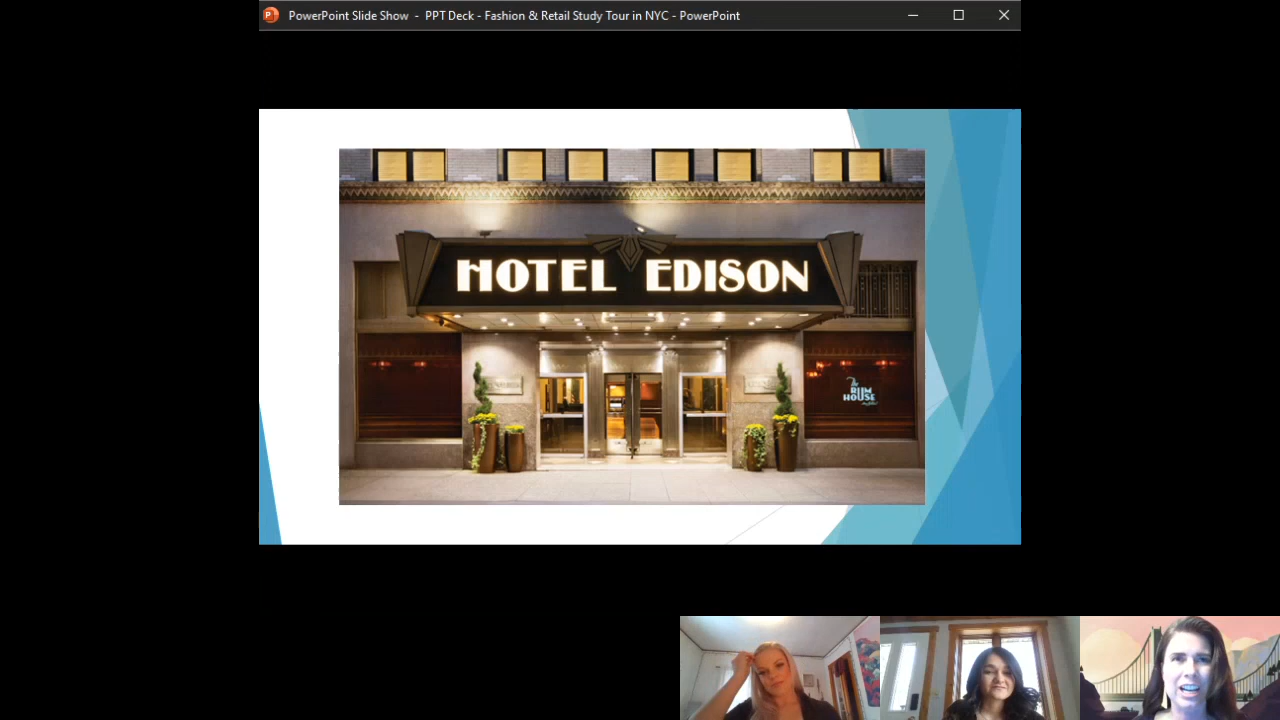 PowerPoint Slide Show - PPT Deck - Fashion & Retail Study Tour in NYC - PowerPoint
HOTEL EDISON
The
RUM
HOUSE